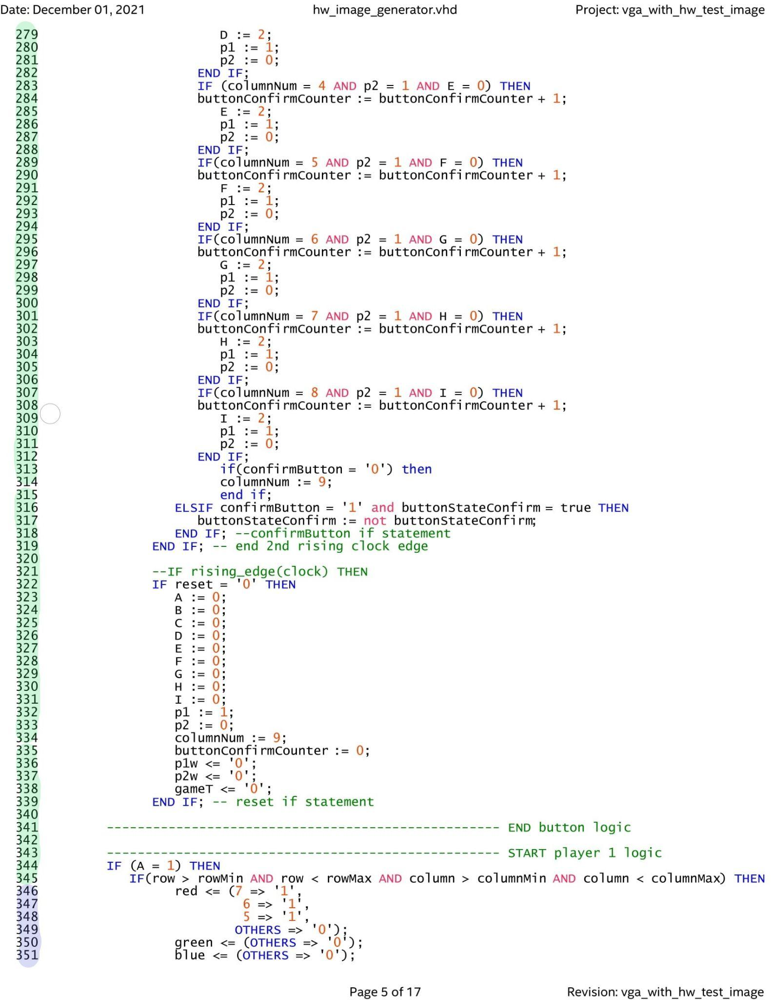 Date: December 01, 2021 hw_image_generator.vhd Project: vga_with_hw_test_image
279 D := 2;
280 p1 := 1;
281 p2 := 0;
282 END IF;
283 IF (columnNum = 4 AND p2 = 1 AND E = 0) THEN
284 buttonConfirmCounter := buttonConfirmCounter + 1;
285 E := 2;
286 p1 := 1;
287 p2 := 0;
288 END IF;
289 IF(columnNum = 5 AND p2 = 1 AND F = 0) THEN
290 buttonConfirmCounter := buttonConfirmCounter + 1;
291 F := 2;
292 p1 := 1;
293 p2 := 0;
294 END IF;
295 IF(columnNum = 6 AND p2 = 1 AND G = 0) THEN
296 buttonConfirmCounter := buttonConfirmCounter + 1;
297 G := 2;
298 p1 := 1;
299 p2 := 0;
300 END IF;
301 IF(columnNum = 7 AND p2 = 1 AND H = 0) THEN
302 buttonConfirmCounter := buttonConfirmCounter + 1;
303 H := 2;
304 p1 := 1;
305 p2 := 0;
306 END IF;
307 IF(columnNum = 8 AND p2 = 1 AND I = 0) THEN
308 buttonConfirmCounter := buttonConfirmCounter + 1;
309 I := 2;
310 p1 := 1;
311 p2 := 0;
312 END IF;
313 if(confirmButton = '0') then
314 columnNum := 9;
315 end if;
316 ELSIF confirmButton = '1' and buttonStateConfirm = true THEN
317 buttonStateConfirm := not buttonStateConfirm;
318 END IF; --confirmButton if statement
319 END IF; -- end 2nd rising clock edge
320
321 --IF rising_edge(clock) THEN
322 IF reset = '0' THEN
323 A := 0;
324 B := 0;
325 C := 0;
326 D := 0;
327 E := 0;
328 F := 0;
329 G := 0;
330 H := 0;
331 I := 0;
332 p1 := 1;
333 p2 := 0;
334 columnNum := 9;
335 buttonConfirmCounter := 0;
336 p1w <= '0';
337 p2w <= '0';
338 gameT <= '0';
339 END IF; -- reset if statement
340
341 --------------------------------------------------- END button logic
342
343 --------------------------------------------------- START player 1 logic
344 IF (A = 1) THEN
345 IF(row > rowMin AND row < rowMax AND column > columnMin AND column < columnMax) THEN
346 red <= (7 => '1',
347 6 => '1',
348 5 => '1',
349 OTHERS => '0');
350 green <= (OTHERS => '0');
351 blue <= (OTHERS => '0');
Page 5 of 17 Revision: vga_with_hw_test_image